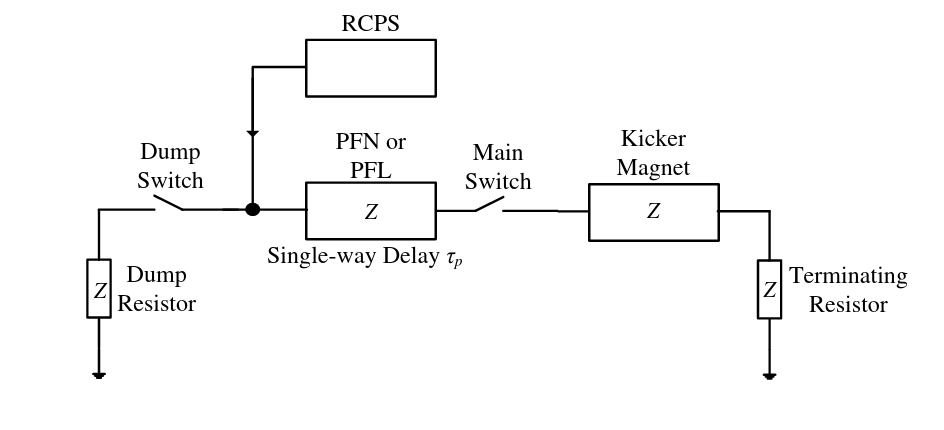 RCPS
PFN or
PFL
Dump
Switch
Main
Switch
Kicker
Magnet
Z
Z
Single-way Delay τp
Z
Dump
Resistor
Z
Terminating
Resistor